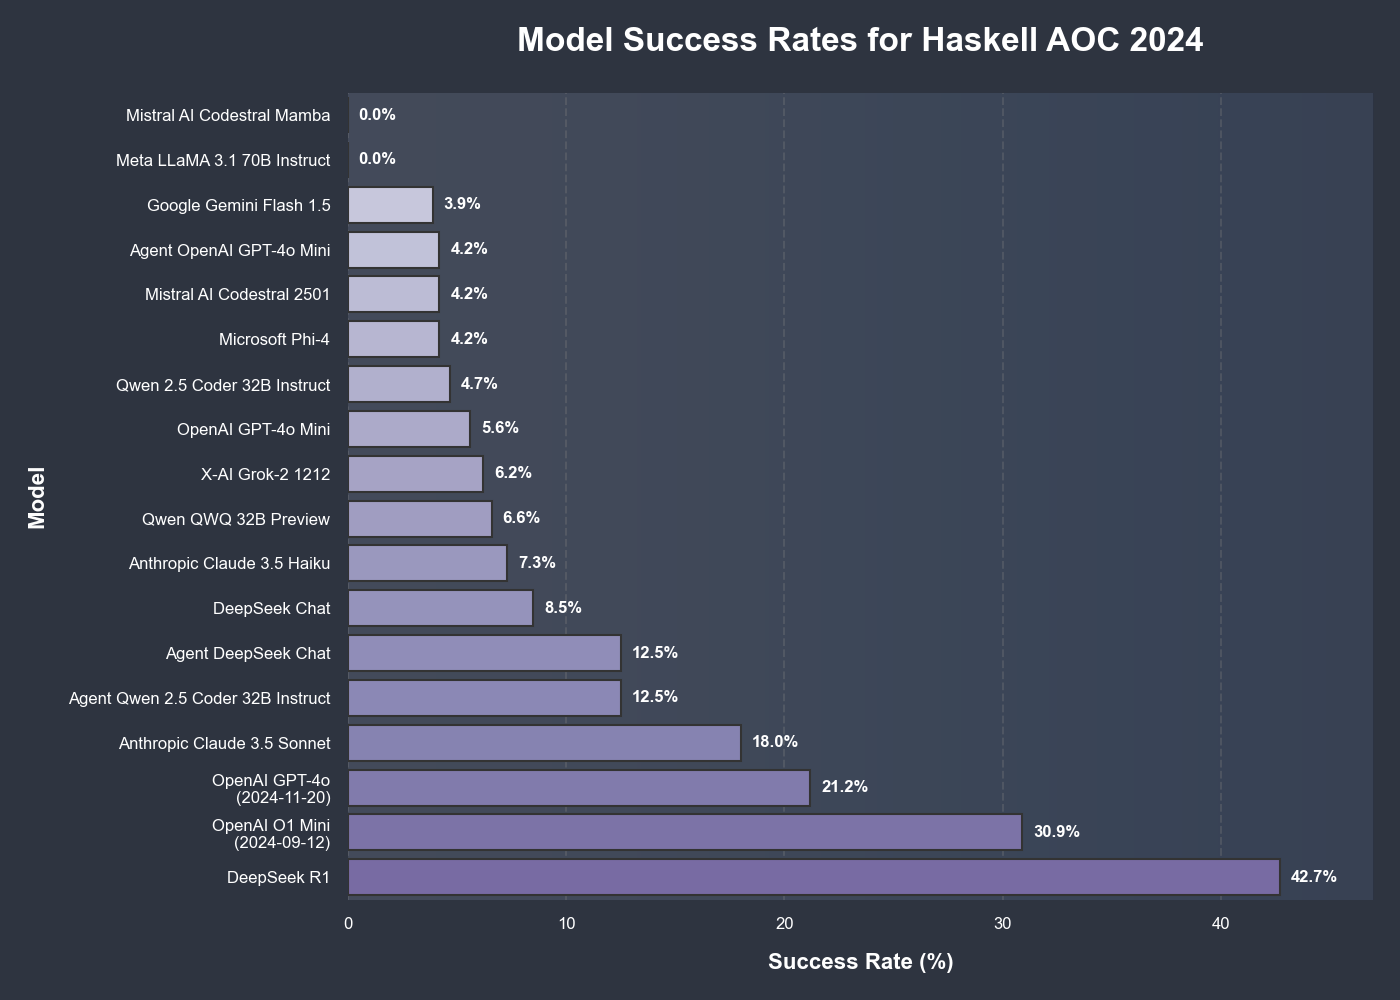 Model Success Rates for Haskell AOC 2024
Model
Mistral AI Codestral Mamba 0.0%
Meta LLaMA 3.1 70B Instruct 0.0%
Google Gemini Flash 1.5 3.9%
Agent OpenAI GPT-4o Mini 4.2%
Mistral AI Codestral 2501 4.2%
Microsoft Phi-4 4.2%
Qwen 2.5 Coder 32B Instruct 4.7%
OpenAI GPT-4o Mini 5.6%
X-AI Grok-2 1212 6.2%
Qwen QWQ 32B Preview 6.6%
Anthropic Claude 3.5 Haiku 7.3%
DeepSeek Chat 8.5%
Agent DeepSeek Chat 12.5%
Agent Qwen 2.5 Coder 32B Instruct 12.5%
Anthropic Claude 3.5 Sonnet 18.0%
OpenAI GPT-4o
(2024-11-20) 21.2%
OpenAI O1 Mini
(2024-09-12) 30.9%
DeepSeek R1 42.7%
0 10 20 30 40
Success Rate (%)